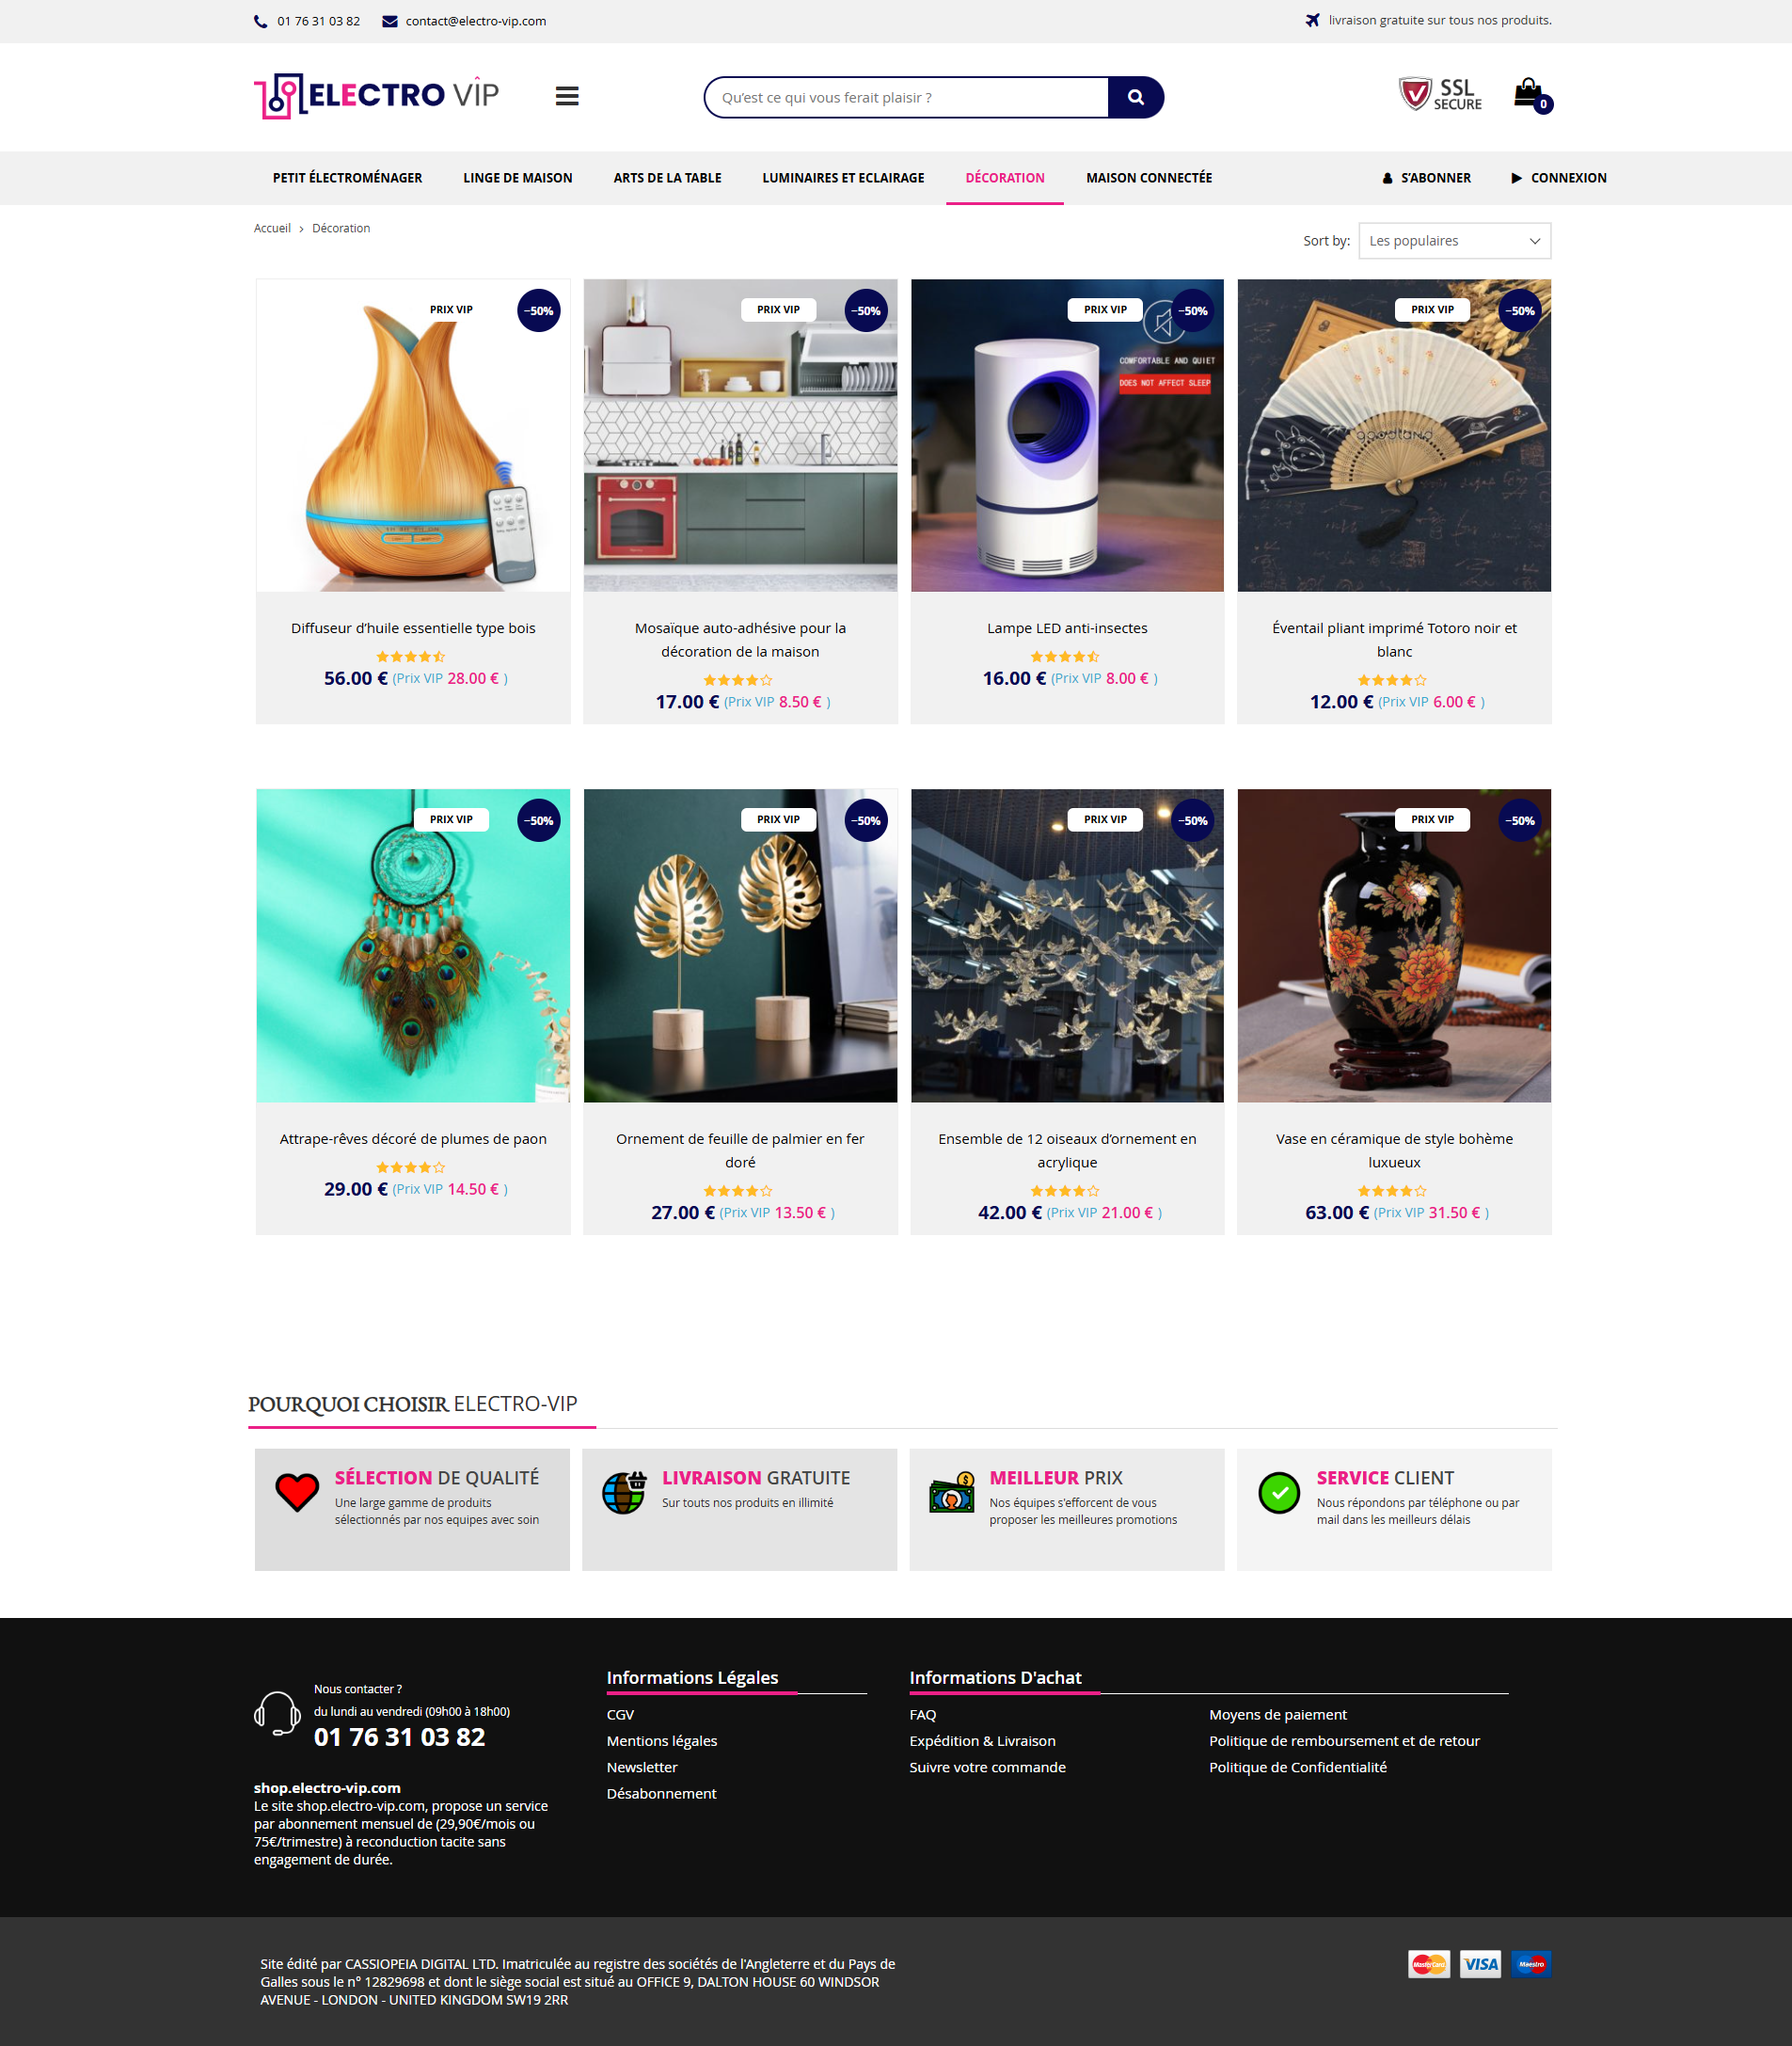 01 76 31 03 82 contact@electro-vip.com livraison gratuite sur tous nos produits.
ELECTRO VIP
Qu'est ce qui vous ferait plaisir ?
SSL
SECURE
0
PETIT ÉLECTROMÉNAGER LINGE DE MAISON ARTS DE LA TABLE LUMINAIRES ET ECLAIRAGE DÉCORATION MAISON CONNECTÉE S'ABONNER CONNEXION
Accueil > Décoration
Sort by: Les populaires
PRIX VIP −50% PRIX VIP −50% PRIX VIP −50% PRIX VIP −50%
COMFORTABLE AND QUIET
DOES NOT AFFECT SLEEP
goodland
Diffuseur d'huile essentielle type bois
56.00 € (Prix VIP 28.00 € )
Mosaïque auto-adhésive pour la
décoration de la maison
17.00 € (Prix VIP 8.50 € )
Lampe LED anti-insectes
16.00 € (Prix VIP 8.00 € )
Éventail pliant imprimé Totoro noir et
blanc
12.00 € (Prix VIP 6.00 € )
PRIX VIP −50% PRIX VIP −50% PRIX VIP −50% PRIX VIP −50%
Attrape-rêves décoré de plumes de paon
29.00 € (Prix VIP 14.50 € )
Ornement de feuille de palmier en fer
doré
27.00 € (Prix VIP 13.50 € )
Ensemble de 12 oiseaux d'ornement en
acrylique
42.00 € (Prix VIP 21.00 € )
Vase en céramique de style bohème
luxueux
63.00 € (Prix VIP 31.50 € )
POURQUOI CHOISIR ELECTRO-VIP
SÉLECTION DE QUALITÉ
Une large gamme de produits
sélectionnés par nos equipes avec soin
LIVRAISON GRATUITE
Sur touts nos produits en illimité
MEILLEUR PRIX
Nos équipes s'efforcent de vous
proposer les meilleures promotions
SERVICE CLIENT
Nous répondons par téléphone ou par
mail dans les meilleurs délais
Nous contacter ?
du lundi au vendredi (09h00 à 18h00)
01 76 31 03 82
shop.electro-vip.com
Le site shop.electro-vip.com, propose un service
par abonnement mensuel de (29,90€/mois ou
75€/trimestre) à reconduction tacite sans
engagement de durée.
Informations Légales
CGV
Mentions légales
Newsletter
Désabonnement
Informations D'achat
FAQ
Expédition & Livraison
Suivre votre commande
Moyens de paiement
Politique de remboursement et de retour
Politique de Confidentialité
Site édité par CASSIOPEIA DIGITAL LTD. Imatriculée au registre des sociétés de l'Angleterre et du Pays de
Galles sous le n° 12829698 et dont le siège social est situé au OFFICE 9, DALTON HOUSE 60 WINDSOR
AVENUE - LONDON - UNITED KINGDOM SW19 2RR
MasterCard VISA Maestro